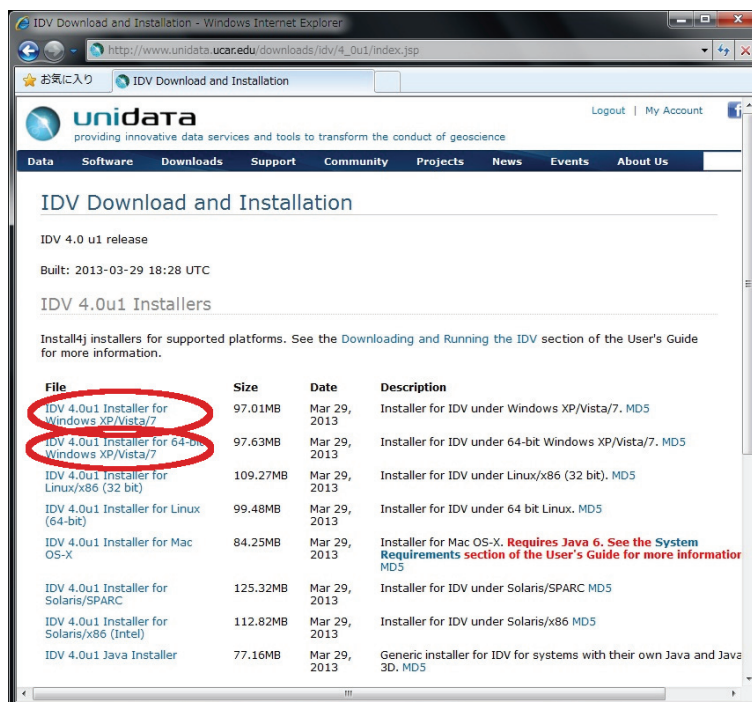 IDV Download and Installation - Windows Internet Explorer
http://www.unidata.ucar.edu/downloads/idv/4_0u1/index.jsp
お気に入り IDV Download and Installation
unidata
Logout | My Account
providing innovative data services and tools to transform the conduct of geoscience
Data Software Downloads Support Community Projects News Events About Us
IDV Download and Installation
IDV 4.0 u1 release
Built: 2013-03-29 18:28 UTC
IDV 4.0u1 Installers
Install4j installers for supported platforms. See the Downloading and Running the IDV section of the User's Guide
for more information.
File Size Date Description
IDV 4.0u1 Installer for 97.01MB Mar 29, Installer for IDV under Windows XP/Vista/7. MD5
Windows XP/Vista/7 2013
IDV 4.0u1 Installer for 64-bit 97.63MB Mar 29, Installer for IDV under 64-bit Windows XP/Vista/7. MD5
Windows XP/Vista/7 2013
IDV 4.0u1 Installer for 109.27MB Mar 29, Installer for IDV under Linux/x86 (32 bit). MD5
Linux/x86 (32 bit) 2013
IDV 4.0u1 Installer for Linux 99.48MB Mar 29, Installer for IDV under 64 bit Linux. MD5
(64-bit) 2013
IDV 4.0u1 Installer for Mac 84.25MB Mar 29, Installer for Mac OS-X. Requires Java 6. See the System
OS-X 2013 Requirements section of the User's Guide for more information
MD5
IDV 4.0u1 Installer for 125.32MB Mar 29, Installer for IDV under Solaris/SPARC MD5
Solaris/SPARC 2013
IDV 4.0u1 Installer for 112.82MB Mar 29, Installer for IDV under Solaris/x86 MD5
Solaris/x86 (Intel) 2013
IDV 4.0u1 Java Installer 77.16MB Mar 29, Generic installer for IDV for systems with their own Java and Java
2013 3D. MD5